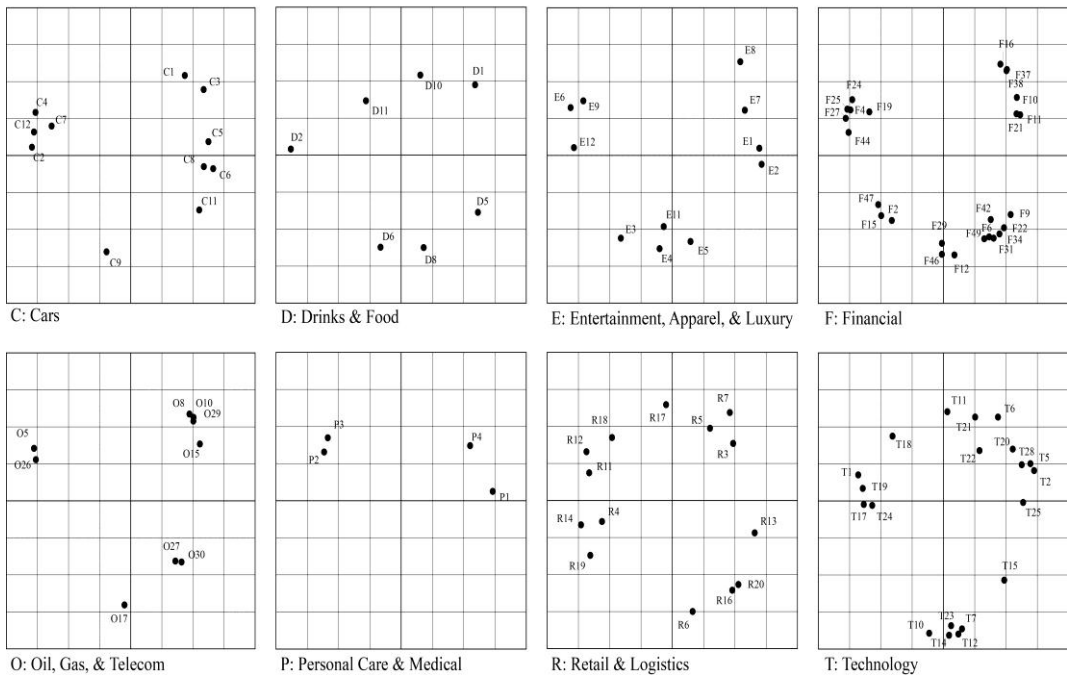 C1
C3
C4
C7
C12
C5
C2
C8
C6
C11
C9
C: Cars
D1
D10
D11
D2
D5
D6
D8
D: Drinks & Food
E8
E6
E9
E7
E12
E1
E2
E11
E3
E4
E5
E: Entertainment, Apparel, & Luxury
F16
F37
F38
F24
F25
F10
F4
F19
F27
F21
F11
F44
F47
F2
F42
F9
F15
F6
F22
F29
F49
F34
F31
F46
F12
F: Financial
O8
O10
O29
O5
O15
O26
O27
O30
O17
O: Oil, Gas, & Telecom
P3
P4
P2
P1
P: Personal Care & Medical
R7
R17
R18
R5
R12
R3
R11
R14
R4
R13
R19
R20
R16
R6
R: Retail & Logistics
T11
T6
T21
T18
T20
T22
T28
T5
T1
T2
T19
T17
T24
T25
T15
T23
T7
T10
T14
T12
T: Technology